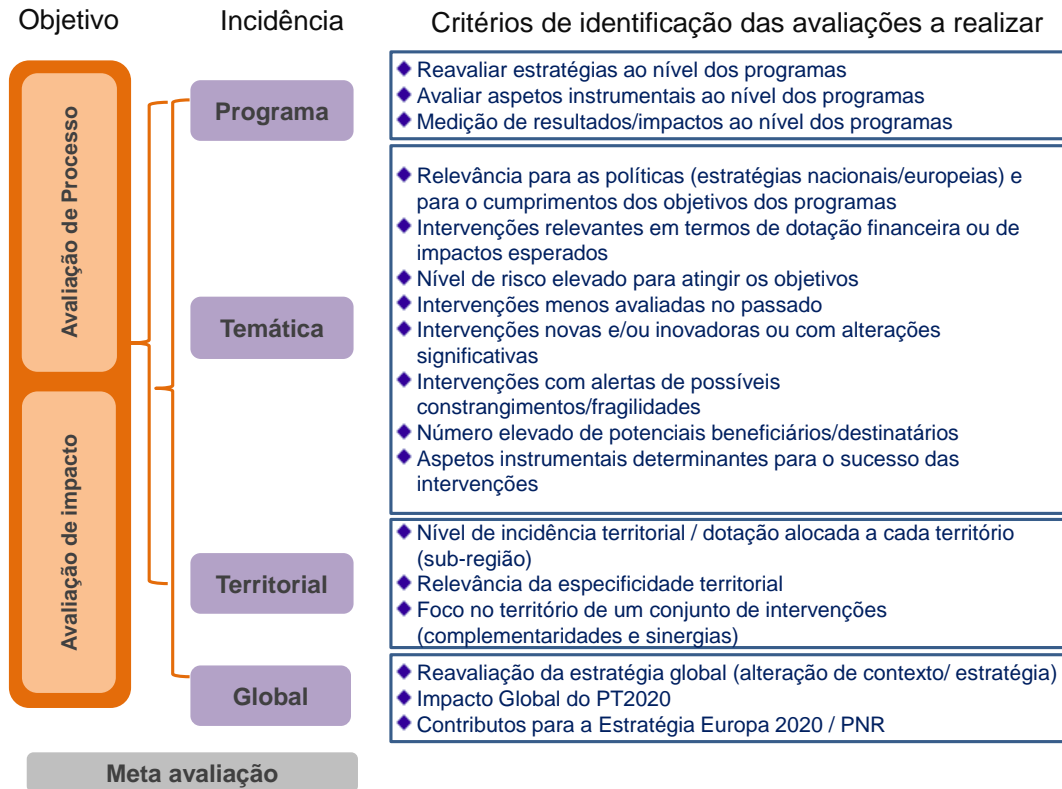 Objetivo
Incidência
Critérios de identificação das avaliações a realizar
Avaliação de Processo
Avaliação de impacto
Programa
Reavaliar estratégias ao nível dos programas
Avaliar aspetos instrumentais ao nível dos programas
Medição de resultados/impactos ao nível dos programas
Temática
Relevância para as políticas (estratégias nacionais/europeias) e
para o cumprimentos dos objetivos dos programas
Intervenções relevantes em termos de dotação financeira ou de
impactos esperados
Nível de risco elevado para atingir os objetivos
Intervenções menos avaliadas no passado
Intervenções novas e/ou inovadoras ou com alterações
significativas
Intervenções com alertas de possíveis
constrangimentos/fragilidades
Número elevado de potenciais beneficiários/destinatários
Aspetos instrumentais determinantes para o sucesso das
intervenções
Territorial
Nível de incidência territorial / dotação alocada a cada território
(sub-região)
Relevância da especificidade territorial
Foco no território de um conjunto de intervenções
(complementaridades e sinergias)
Global
Reavaliação da estratégia global (alteração de contexto/ estratégia)
Impacto Global do PT2020
Contributos para a Estratégia Europa 2020 / PNR
Meta avaliação